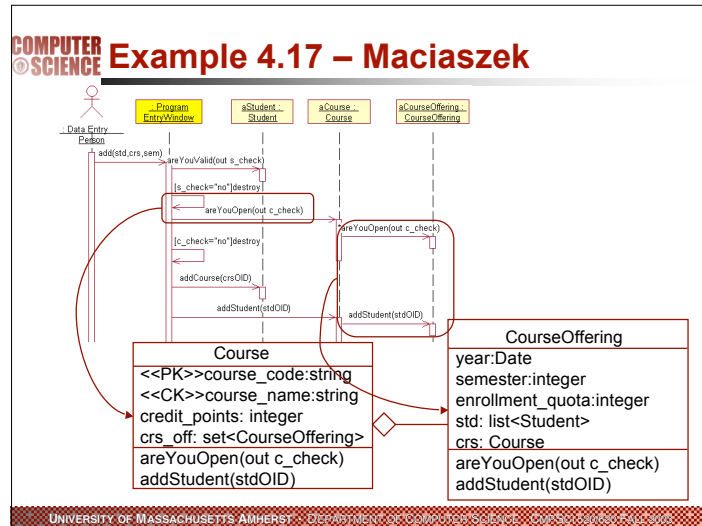 COMPUTER
SCIENCE
Example 4.17 – Maciaszek
: Data Entry
Person
: Program
EntryWindow
aStudent :
Student
aCourse :
Course
aCourseOffering :
CourseOffering
add(std,crs,sem)
areYouValid(out s_check)
[s_check="no"]destroy
areYouOpen(out c_check)
*areYouOpen(out c_check)
[c_check="no"]destroy
addCourse(crsOID)
addStudent(stdOID)
addStudent(stdOID)
Course
<<PK>>course_code:string
<<CK>>course_name:string
credit_points: integer
crs_off: set<CourseOffering>
areYouOpen(out c_check)
addStudent(stdOID)
CourseOffering
year:Date
semester:integer
enrollment_quota:integer
std: list<Student>
crs: Course
areYouOpen(out c_check)
addStudent(stdOID)
UNIVERSITY OF MASSACHUSETTS AMHERST • DEPARTMENT OF COMPUTER SCIENCE • CMPSCI 520/620 FALL